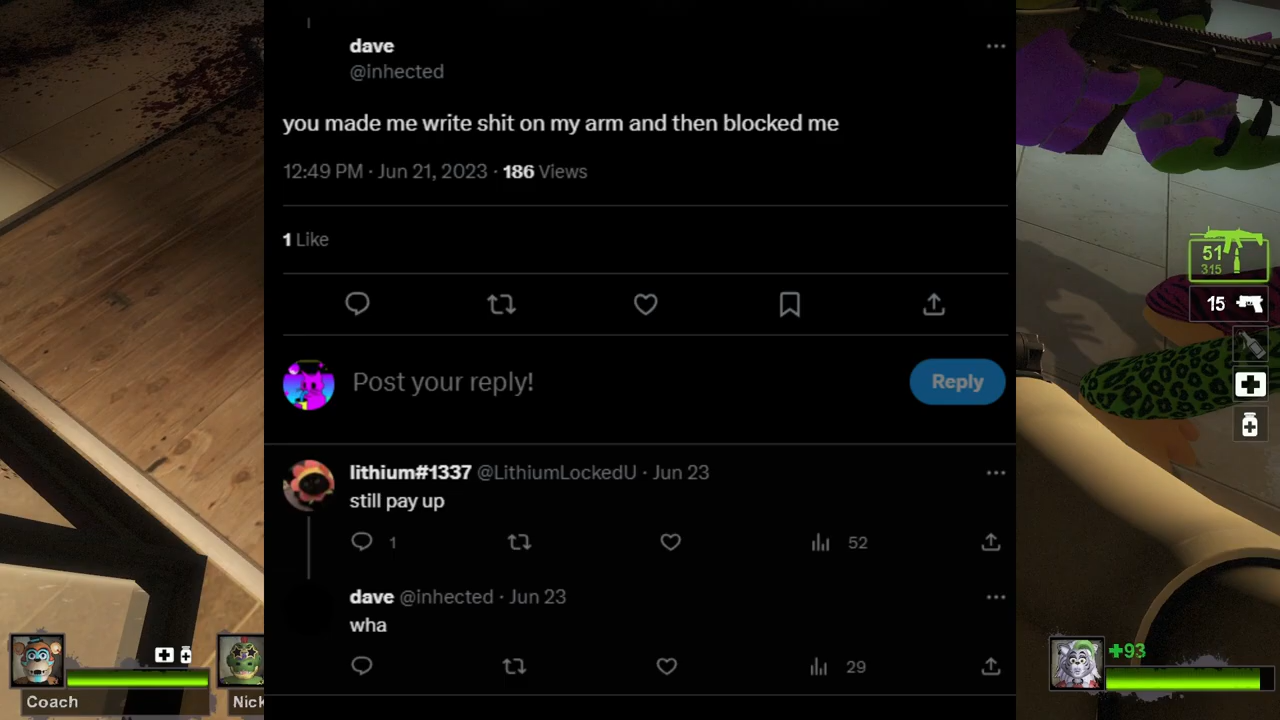 dave
@inhected
you made me write shit on my arm and then blocked me
12:49 PM · Jun 21, 2023 · 186 Views
1 Like
Post your reply!
Reply
lithium#1337 @LithiumLockedU · Jun 23
still pay up
1
52
dave @inhected · Jun 23
wha
29
51
315
15
+93
Coach
Nick